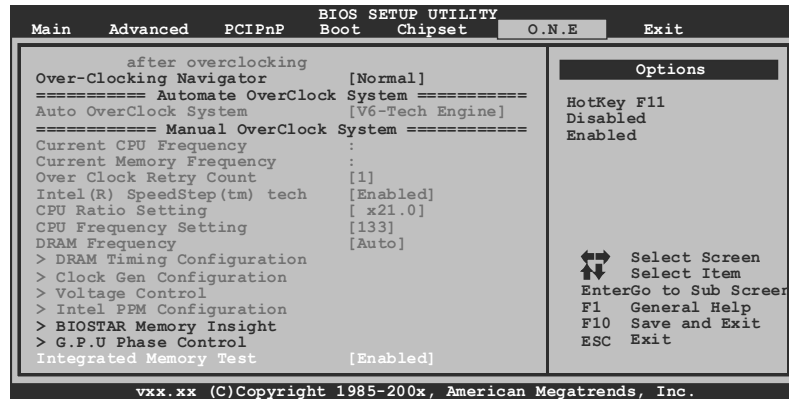 BIOS SETUP UTILITY
Main Advanced PCIPnP Boot Chipset O.N.E Exit
after overclocking
Over-Clocking Navigator [Normal]
=========== Automate OverClock System ===========
Auto OverClock System [V6-Tech Engine]
============ Manual OverClock System ============
Current CPU Frequency :
Current Memory Frequency :
Over Clock Retry Count [1]
Intel(R) SpeedStep(tm) tech [Enabled]
CPU Ratio Setting [ x21.0]
CPU Frequency Setting [133]
DRAM Frequency [Auto]
> DRAM Timing Configuration
> Clock Gen Configuration
> Voltage Control
> Intel PPM Configuration
> BIOSTAR Memory Insight
> G.P.U Phase Control
Integrated Memory Test [Enabled]
Options
HotKey F11
Disabled
Enabled
Select Screen
Select Item
EnterGo to Sub Screen
F1 General Help
F10 Save and Exit
ESC Exit
vxx.xx (C)Copyright 1985-200x, American Megatrends, Inc.